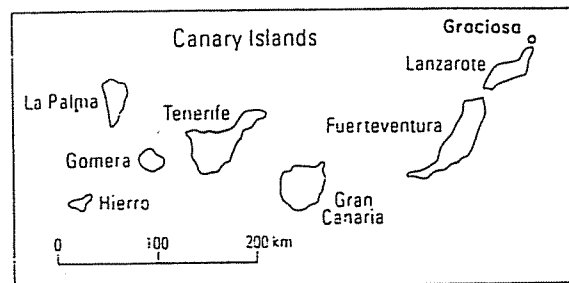 Canary Islands
Graciosa
Lanzarote
La Palma
Tenerife
Fuerteventura
Gomera
Hierro
Gran
Canaria
0 100 200 km